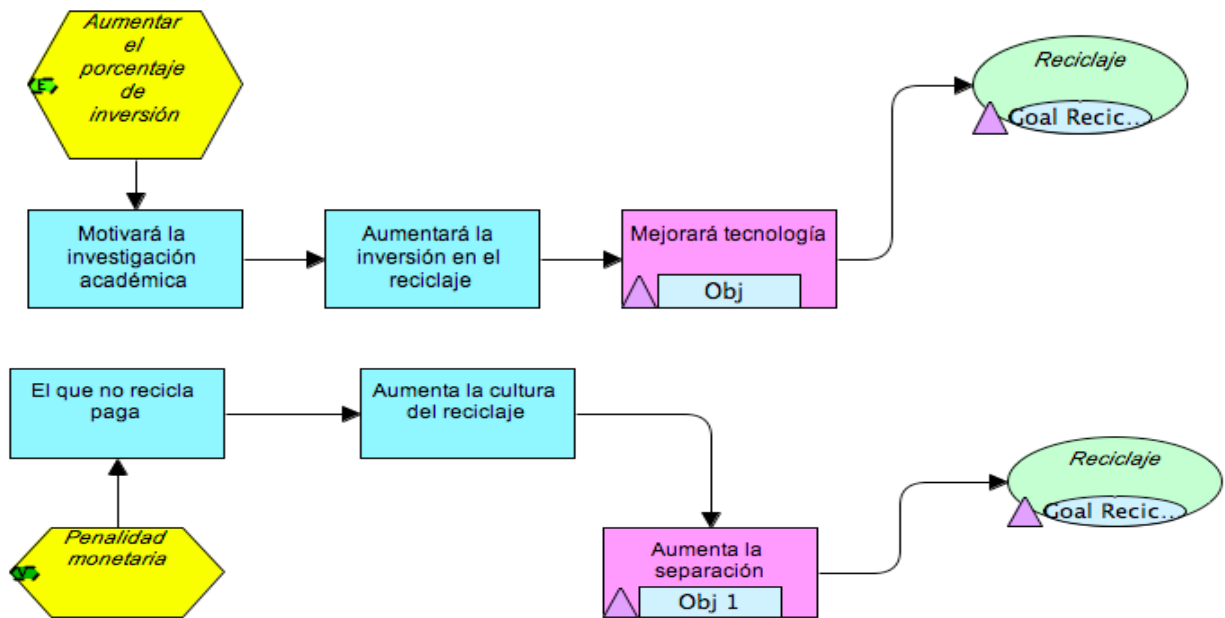 Aumentar
el
porcentaje
de
inversión
E
Motivará la
investigación
académica
Aumentará la
inversión en el
reciclaje
Mejorará tecnología
Obj
Reciclaje
Goal Recic...
El que no recicla
paga
Aumenta la cultura
del reciclaje
Penalidad
monetaria
V
Aumenta la
separación
Obj 1
Reciclaje
Goal Recic...